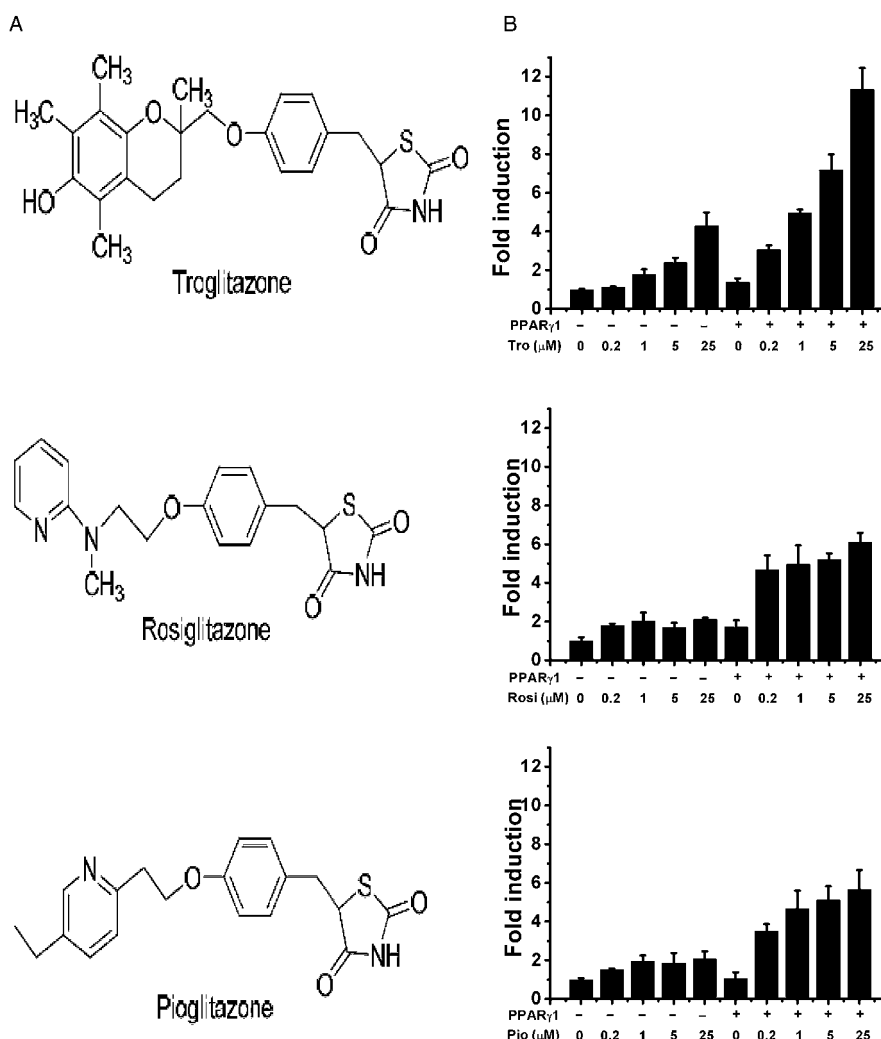 A
CH₃
H₃C
CH₃
O
O
HO
CH₃
S
O
NH
O
Troglitazone
N
N
CH₃
O
S
O
NH
O
Rosiglitazone
N
O
S
O
NH
O
Pioglitazone
B
Fold induction
12
10
8
6
4
2
0
PPARγ1 – – – – – + + + + +
Tro (μM) 0 0.2 1 5 25 0 0.2 1 5 25
Fold induction
12
10
8
6
4
2
0
PPARγ1 – – – – – + + + + +
Rosi (μM) 0 0.2 1 5 25 0 0.2 1 5 25
Fold induction
12
10
8
6
4
2
0
PPARγ1 – – – – – + + + + +
Pio (μM) 0 0.2 1 5 25 0 0.2 1 5 25